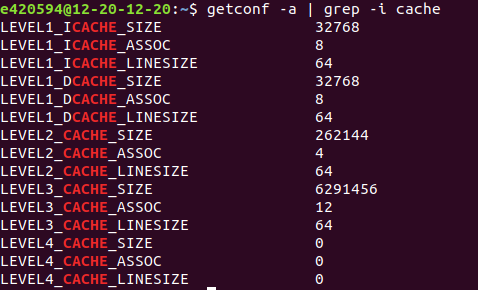 e420594@12-20-12-20:~$ getconf -a | grep -i cache
LEVEL1_ICACHE_SIZE 32768
LEVEL1_ICACHE_ASSOC 8
LEVEL1_ICACHE_LINESIZE 64
LEVEL1_DCACHE_SIZE 32768
LEVEL1_DCACHE_ASSOC 8
LEVEL1_DCACHE_LINESIZE 64
LEVEL2_CACHE_SIZE 262144
LEVEL2_CACHE_ASSOC 4
LEVEL2_CACHE_LINESIZE 64
LEVEL3_CACHE_SIZE 6291456
LEVEL3_CACHE_ASSOC 12
LEVEL3_CACHE_LINESIZE 64
LEVEL4_CACHE_SIZE 0
LEVEL4_CACHE_ASSOC 0
LEVEL4_CACHE_LINESIZE 0